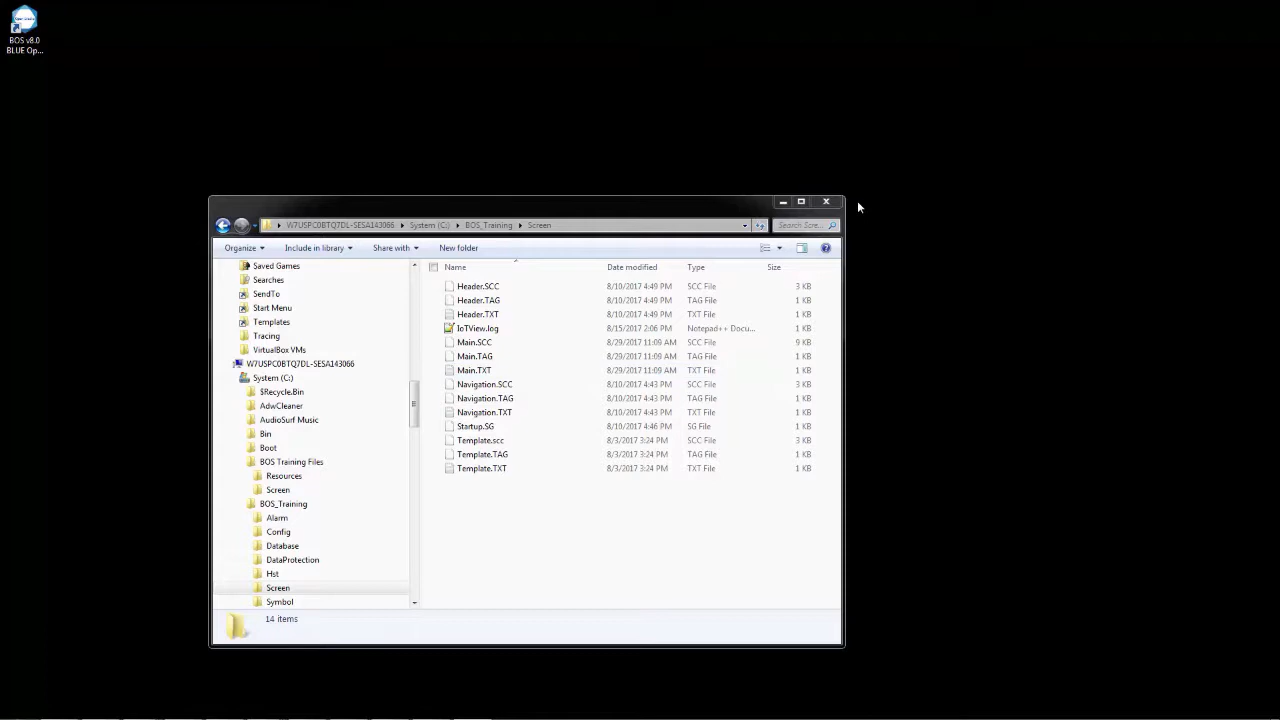 BOS v8.0
BLUE Op...
W7USPC0BTQ7DL-SESA143066 System (C:) BOS_Training Screen Search Scre...
Organize Include in library Share with New folder
Saved Games
Searches
SendTo
Start Menu
Templates
Tracing
VirtualBox VMs
W7USPC0BTQ7DL-SESA143066
System (C:)
$Recycle.Bin
AdwCleaner
AudioSurf Music
Bin
Boot
BOS Training Files
Resources
Screen
BOS_Training
Alarm
Config
Database
DataProtection
Hst
Screen
Symbol
Name Date modified Type Size
Header.SCC 8/10/2017 4:49 PM SCC File 3 KB
Header.TAG 8/10/2017 4:49 PM TAG File 1 KB
Header.TXT 8/10/2017 4:49 PM TXT File 1 KB
IoTView.log 8/15/2017 2:06 PM Notepad++ Docu... 1 KB
Main.SCC 8/29/2017 11:09 AM SCC File 9 KB
Main.TAG 8/29/2017 11:09 AM TAG File 1 KB
Main.TXT 8/29/2017 11:09 AM TXT File 1 KB
Navigation.SCC 8/10/2017 4:43 PM SCC File 3 KB
Navigation.TAG 8/10/2017 4:43 PM TAG File 1 KB
Navigation.TXT 8/10/2017 4:43 PM TXT File 1 KB
Startup.SG 8/10/2017 4:46 PM SG File 1 KB
Template.scc 8/3/2017 3:24 PM SCC File 3 KB
Template.TAG 8/3/2017 3:24 PM TAG File 1 KB
Template.TXT 8/3/2017 3:24 PM TXT File 1 KB
14 items